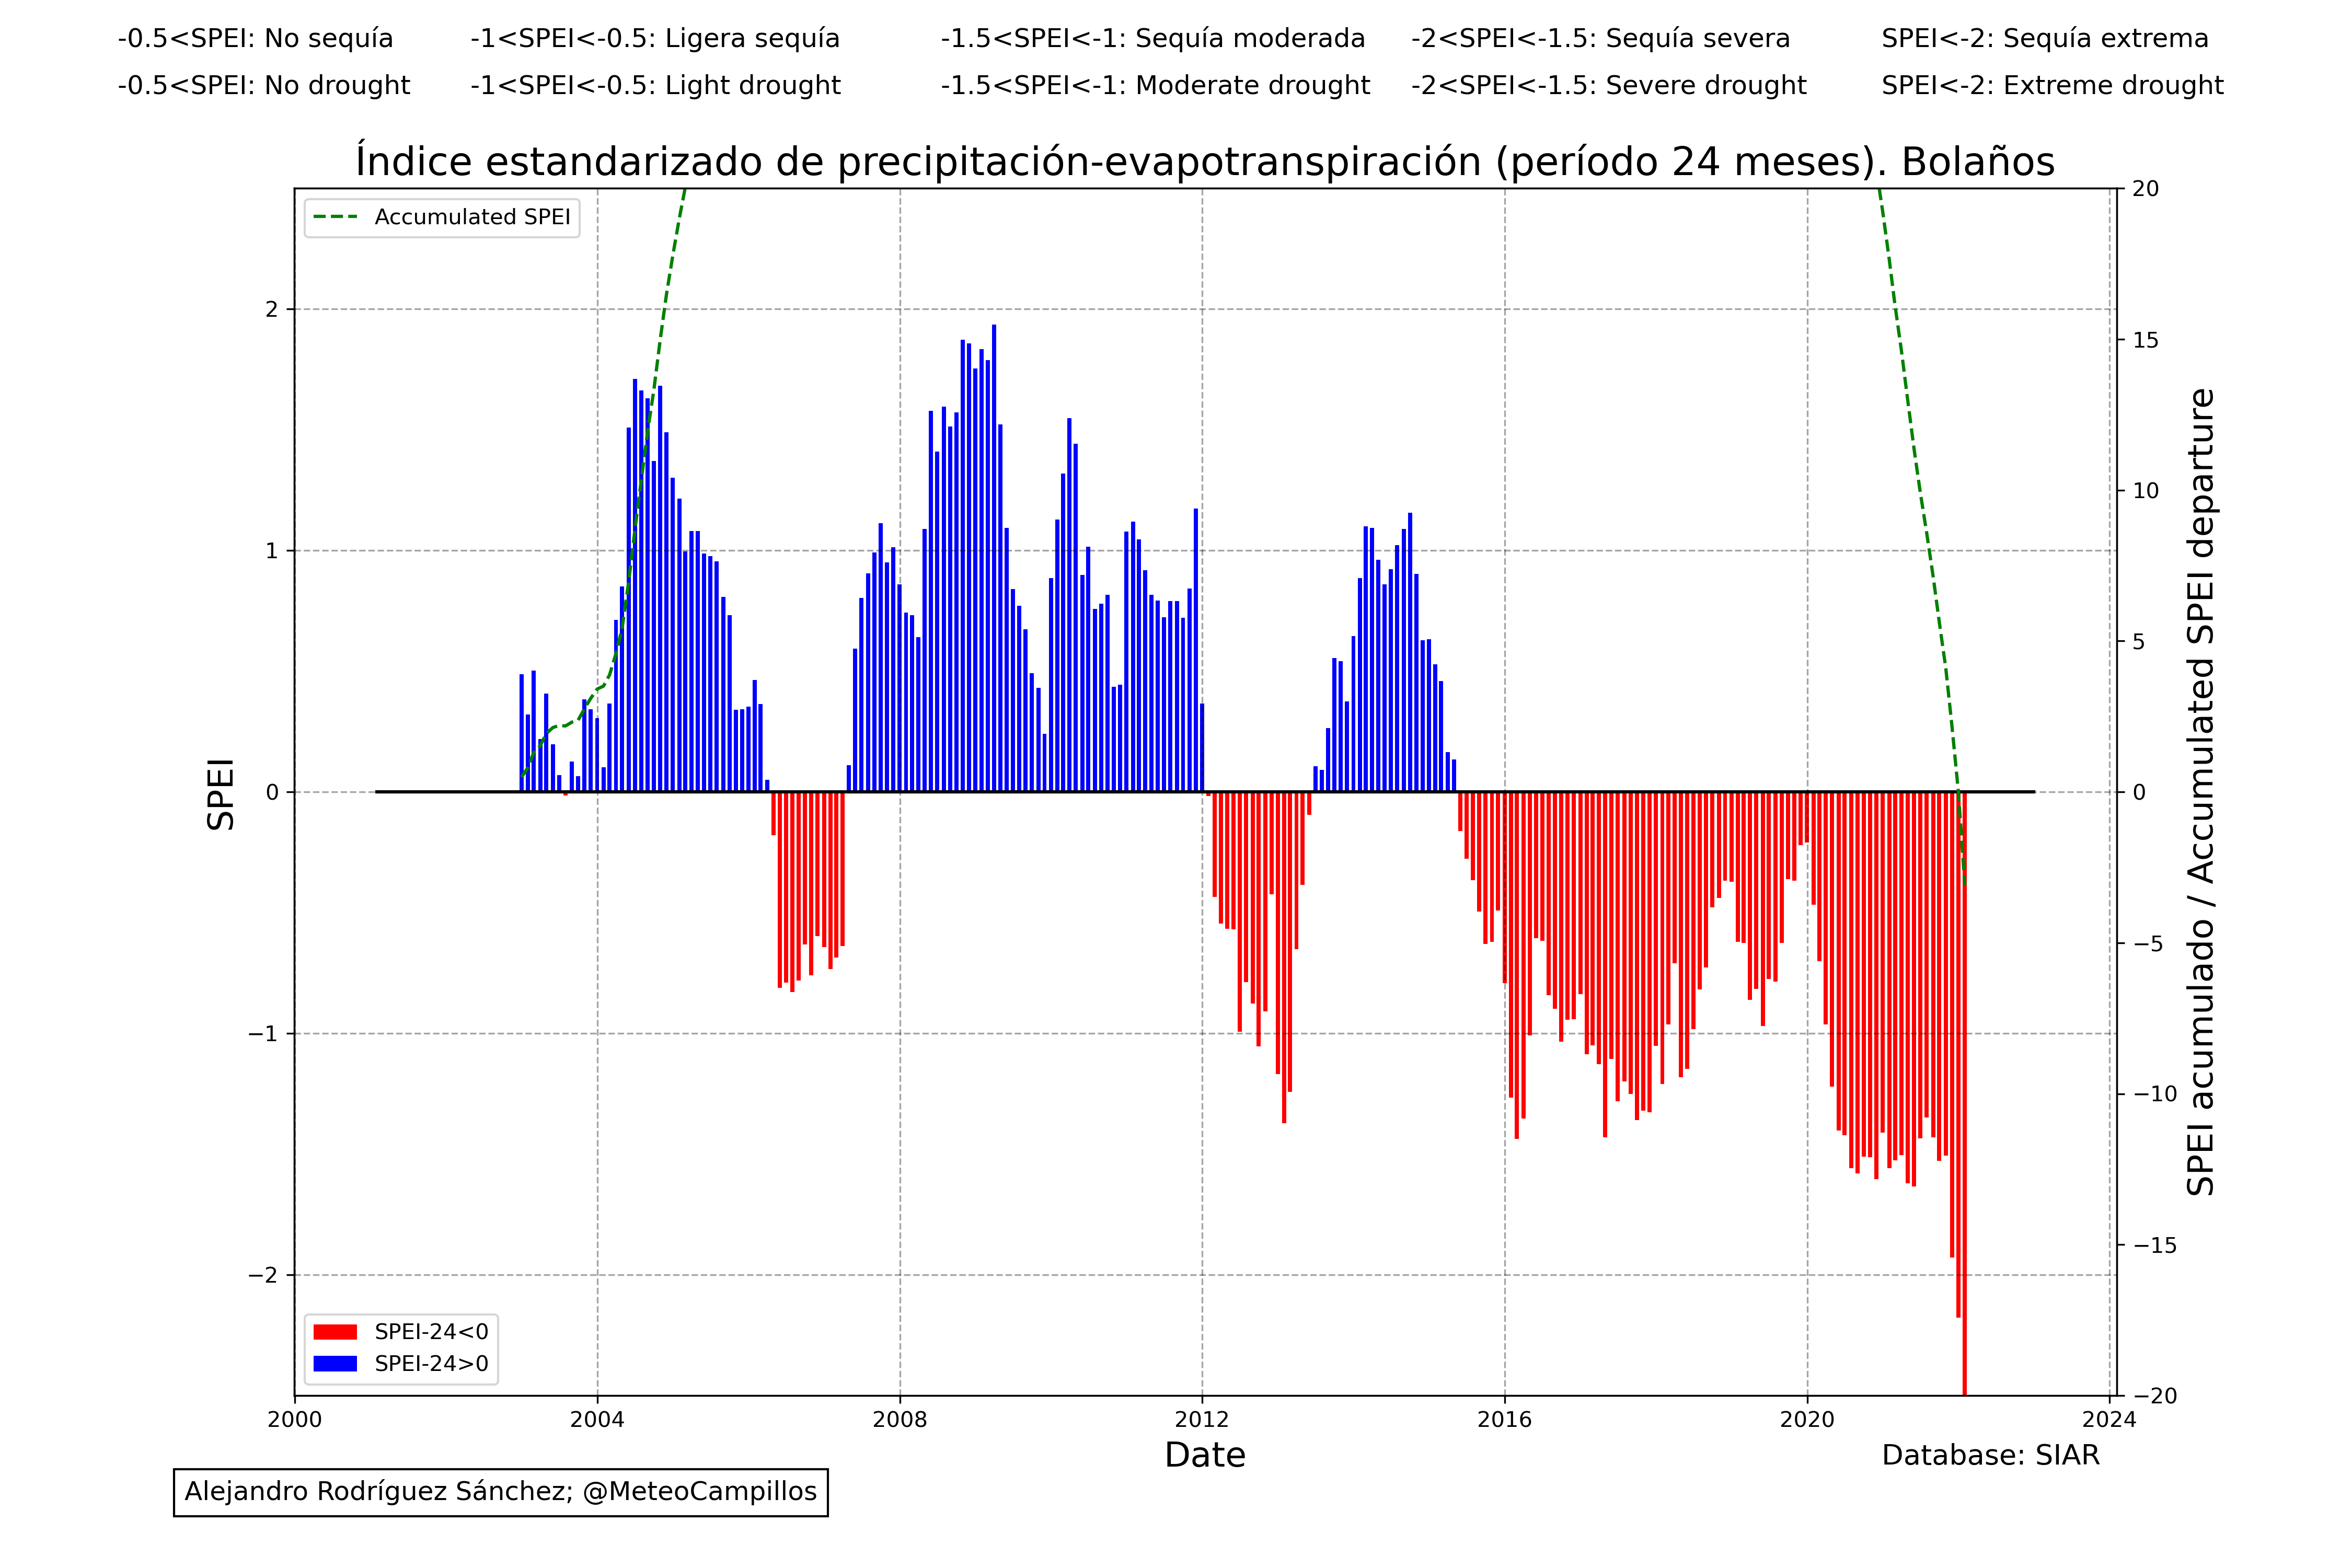 -0.5<SPEI: No sequía -1<SPEI<-0.5: Ligera sequía -1.5<SPEI<-1: Sequía moderada -2<SPEI<-1.5: Sequía severa SPEI<-2: Sequía extrema
-0.5<SPEI: No drought -1<SPEI<-0.5: Light drought -1.5<SPEI<-1: Moderate drought -2<SPEI<-1.5: Severe drought SPEI<-2: Extreme drought
Índice estandarizado de precipitación-evapotranspiración (período 24 meses). Bolaños
Accumulated SPEI
SPEI
2
1
0
−1
−2
20
15
10
5
0
−5
−10
−15
−20
SPEI acumulado / Accumulated SPEI departure
SPEI-24<0
SPEI-24>0
2000 2004 2008 2012 2016 2020 2024
Date
Database: SIAR
Alejandro Rodríguez Sánchez; @MeteoCampillos